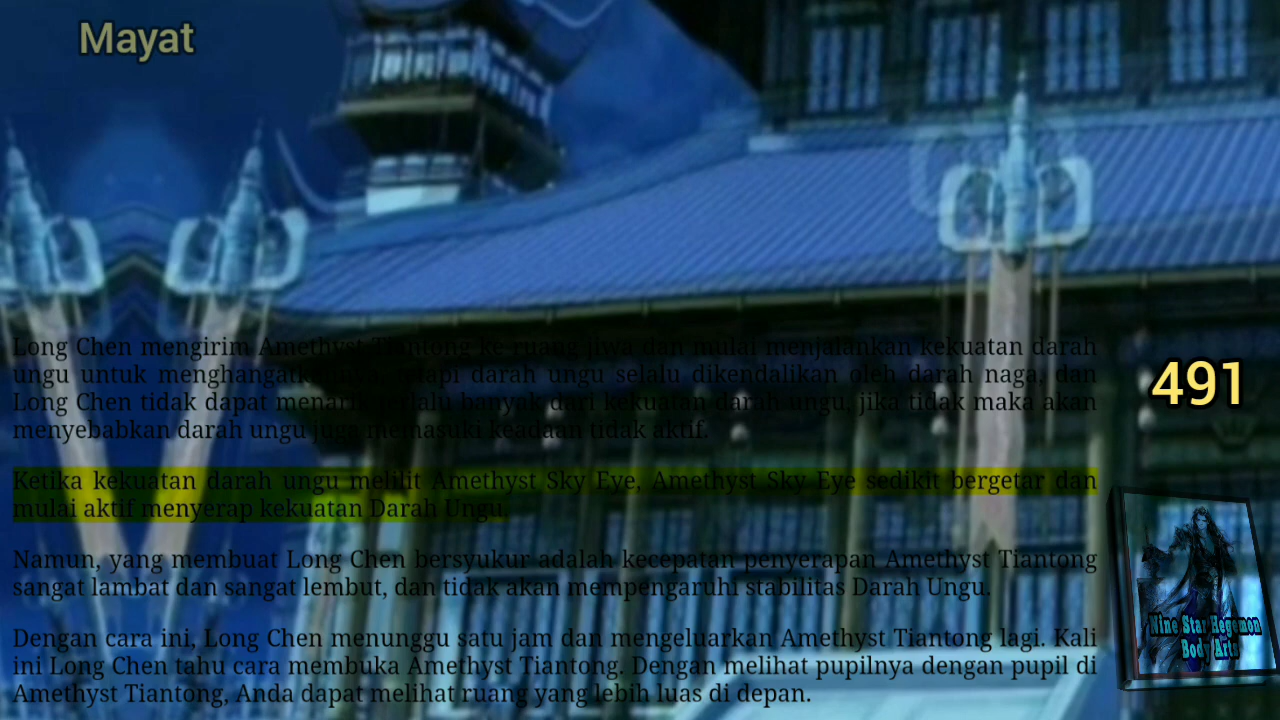 Mayat
Long Chen mengirim Amethyst Tiantong ke ruang jiwa dan mulai menjalankan kekuatan darah
ungu untuk menghangatkannya, tetapi darah ungu selalu dikendalikan oleh darah naga, dan
Long Chen tidak dapat menarik terlalu banyak dari kekuatan darah ungu, jika tidak maka akan
menyebabkan darah ungu juga memasuki keadaan tidak aktif.
Ketika kekuatan darah ungu melilit Amethyst Sky Eye, Amethyst Sky Eye sedikit bergetar dan
mulai aktif menyerap kekuatan Darah Ungu.
Namun, yang membuat Long Chen bersyukur adalah kecepatan penyerapan Amethyst Tiantong
sangat lambat dan sangat lembut, dan tidak akan mempengaruhi stabilitas Darah Ungu.
Dengan cara ini, Long Chen menunggu satu jam dan mengeluarkan Amethyst Tiantong lagi. Kali
ini Long Chen tahu cara membuka Amethyst Tiantong. Dengan melihat pupilnya dengan pupil di
Amethyst Tiantong, Anda dapat melihat ruang yang lebih luas di depan.
491
Nine Star Hegemon
Body Arts